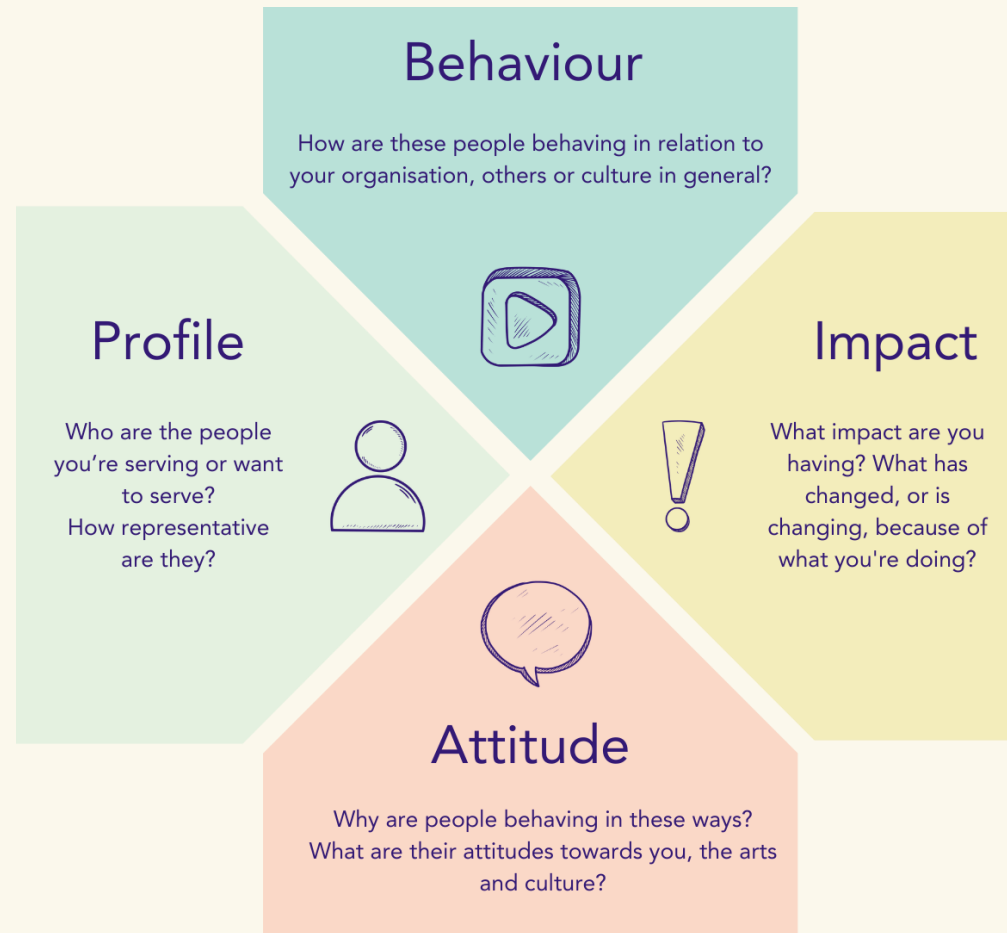 Behaviour
How are these people behaving in relation to
your organisation, others or culture in general?
Profile
Who are the people
you’re serving or want
to serve?
How representative
are they?
Impact
What impact are you
having? What has
changed, or is
changing, because of
what you're doing?
Attitude
Why are people behaving in these ways?
What are their attitudes towards you, the arts
and culture?